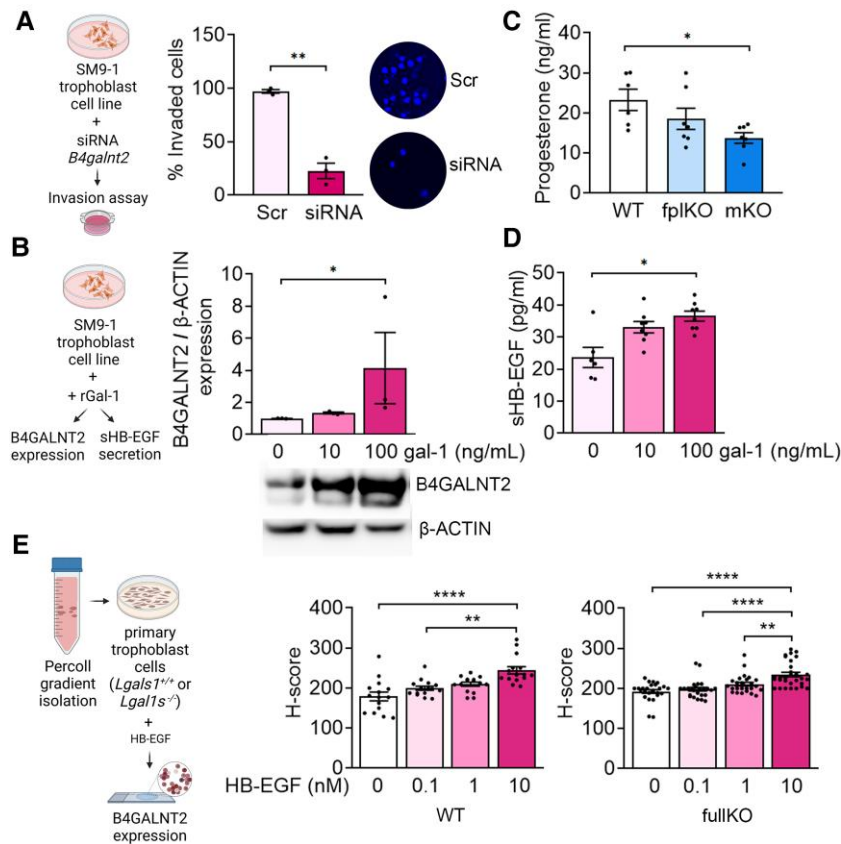 A
SM9-1
trophoblast
cell line
+
siRNA
B4galnt2
Invasion assay
% Invaded cells
100
50
0
**
Scr
siRNA
Scr
siRNA
C
Progesterone (ng/ml)
40
30
20
10
0
*
WT
fplKO
mKO
B
SM9-1
trophoblast
cell line
+
+ rGal-1
B4GALNT2
expression
sHB-EGF
secretion
B4GALNT2 / β-ACTIN
expression
10
8
6
4
2
0
*
0
10
100 gal-1 (ng/mL)
B4GALNT2
β-ACTIN
D
sHB-EGF (pg/ml)
60
50
40
30
20
10
0
*
0
10
100 gal-1 (ng/mL)
E
Percoll
gradient
isolation
primary
trophoblast
cells
(Lgals1+/+ or
Lgal1s-/-)
+
HB-EGF
B4GALNT2
expression
H-score
400
300
200
100
0
****
**
HB-EGF (nM)
0
0.1
1
10
WT
H-score
400
300
200
100
0
****
****
**
0
0.1
1
10
fullKO